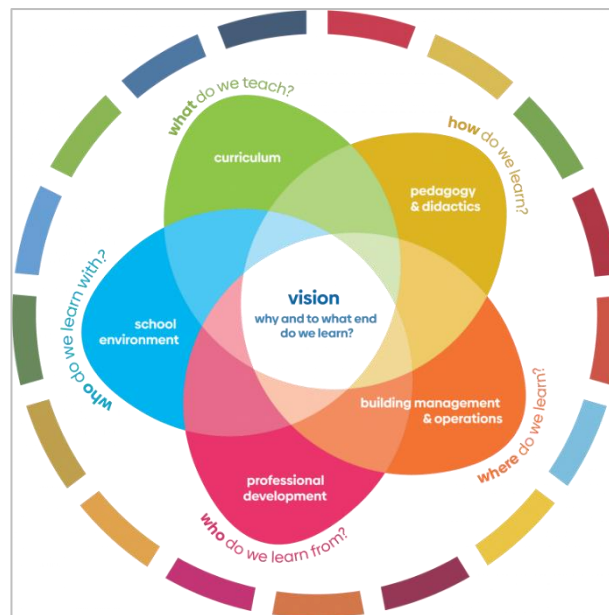 what do we teach?
curriculum
how do we learn?
pedagogy
& didactics
vision
why and to what end
do we learn?
who do we learn with?
school
environment
building management
& operations
where do we learn?
professional
development
who do we learn from?